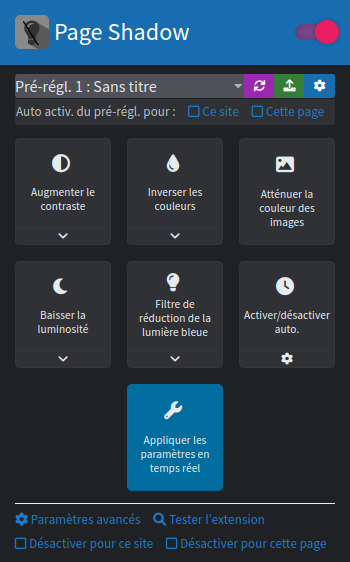 Page Shadow
Pré-régl. 1 : Sans titre
Auto activ. du pré-régl. pour : Ce site Cette page
Augmenter le
contraste
Inverser les
couleurs
Atténuer la
couleur des
images
Baisser la
luminosité
Filtre de
réduction de la
lumière bleue
Activer/désactiver
auto.
Appliquer les
paramètres en
temps réel
Paramètres avancés Tester l'extension
Désactiver pour ce site Désactiver pour cette page